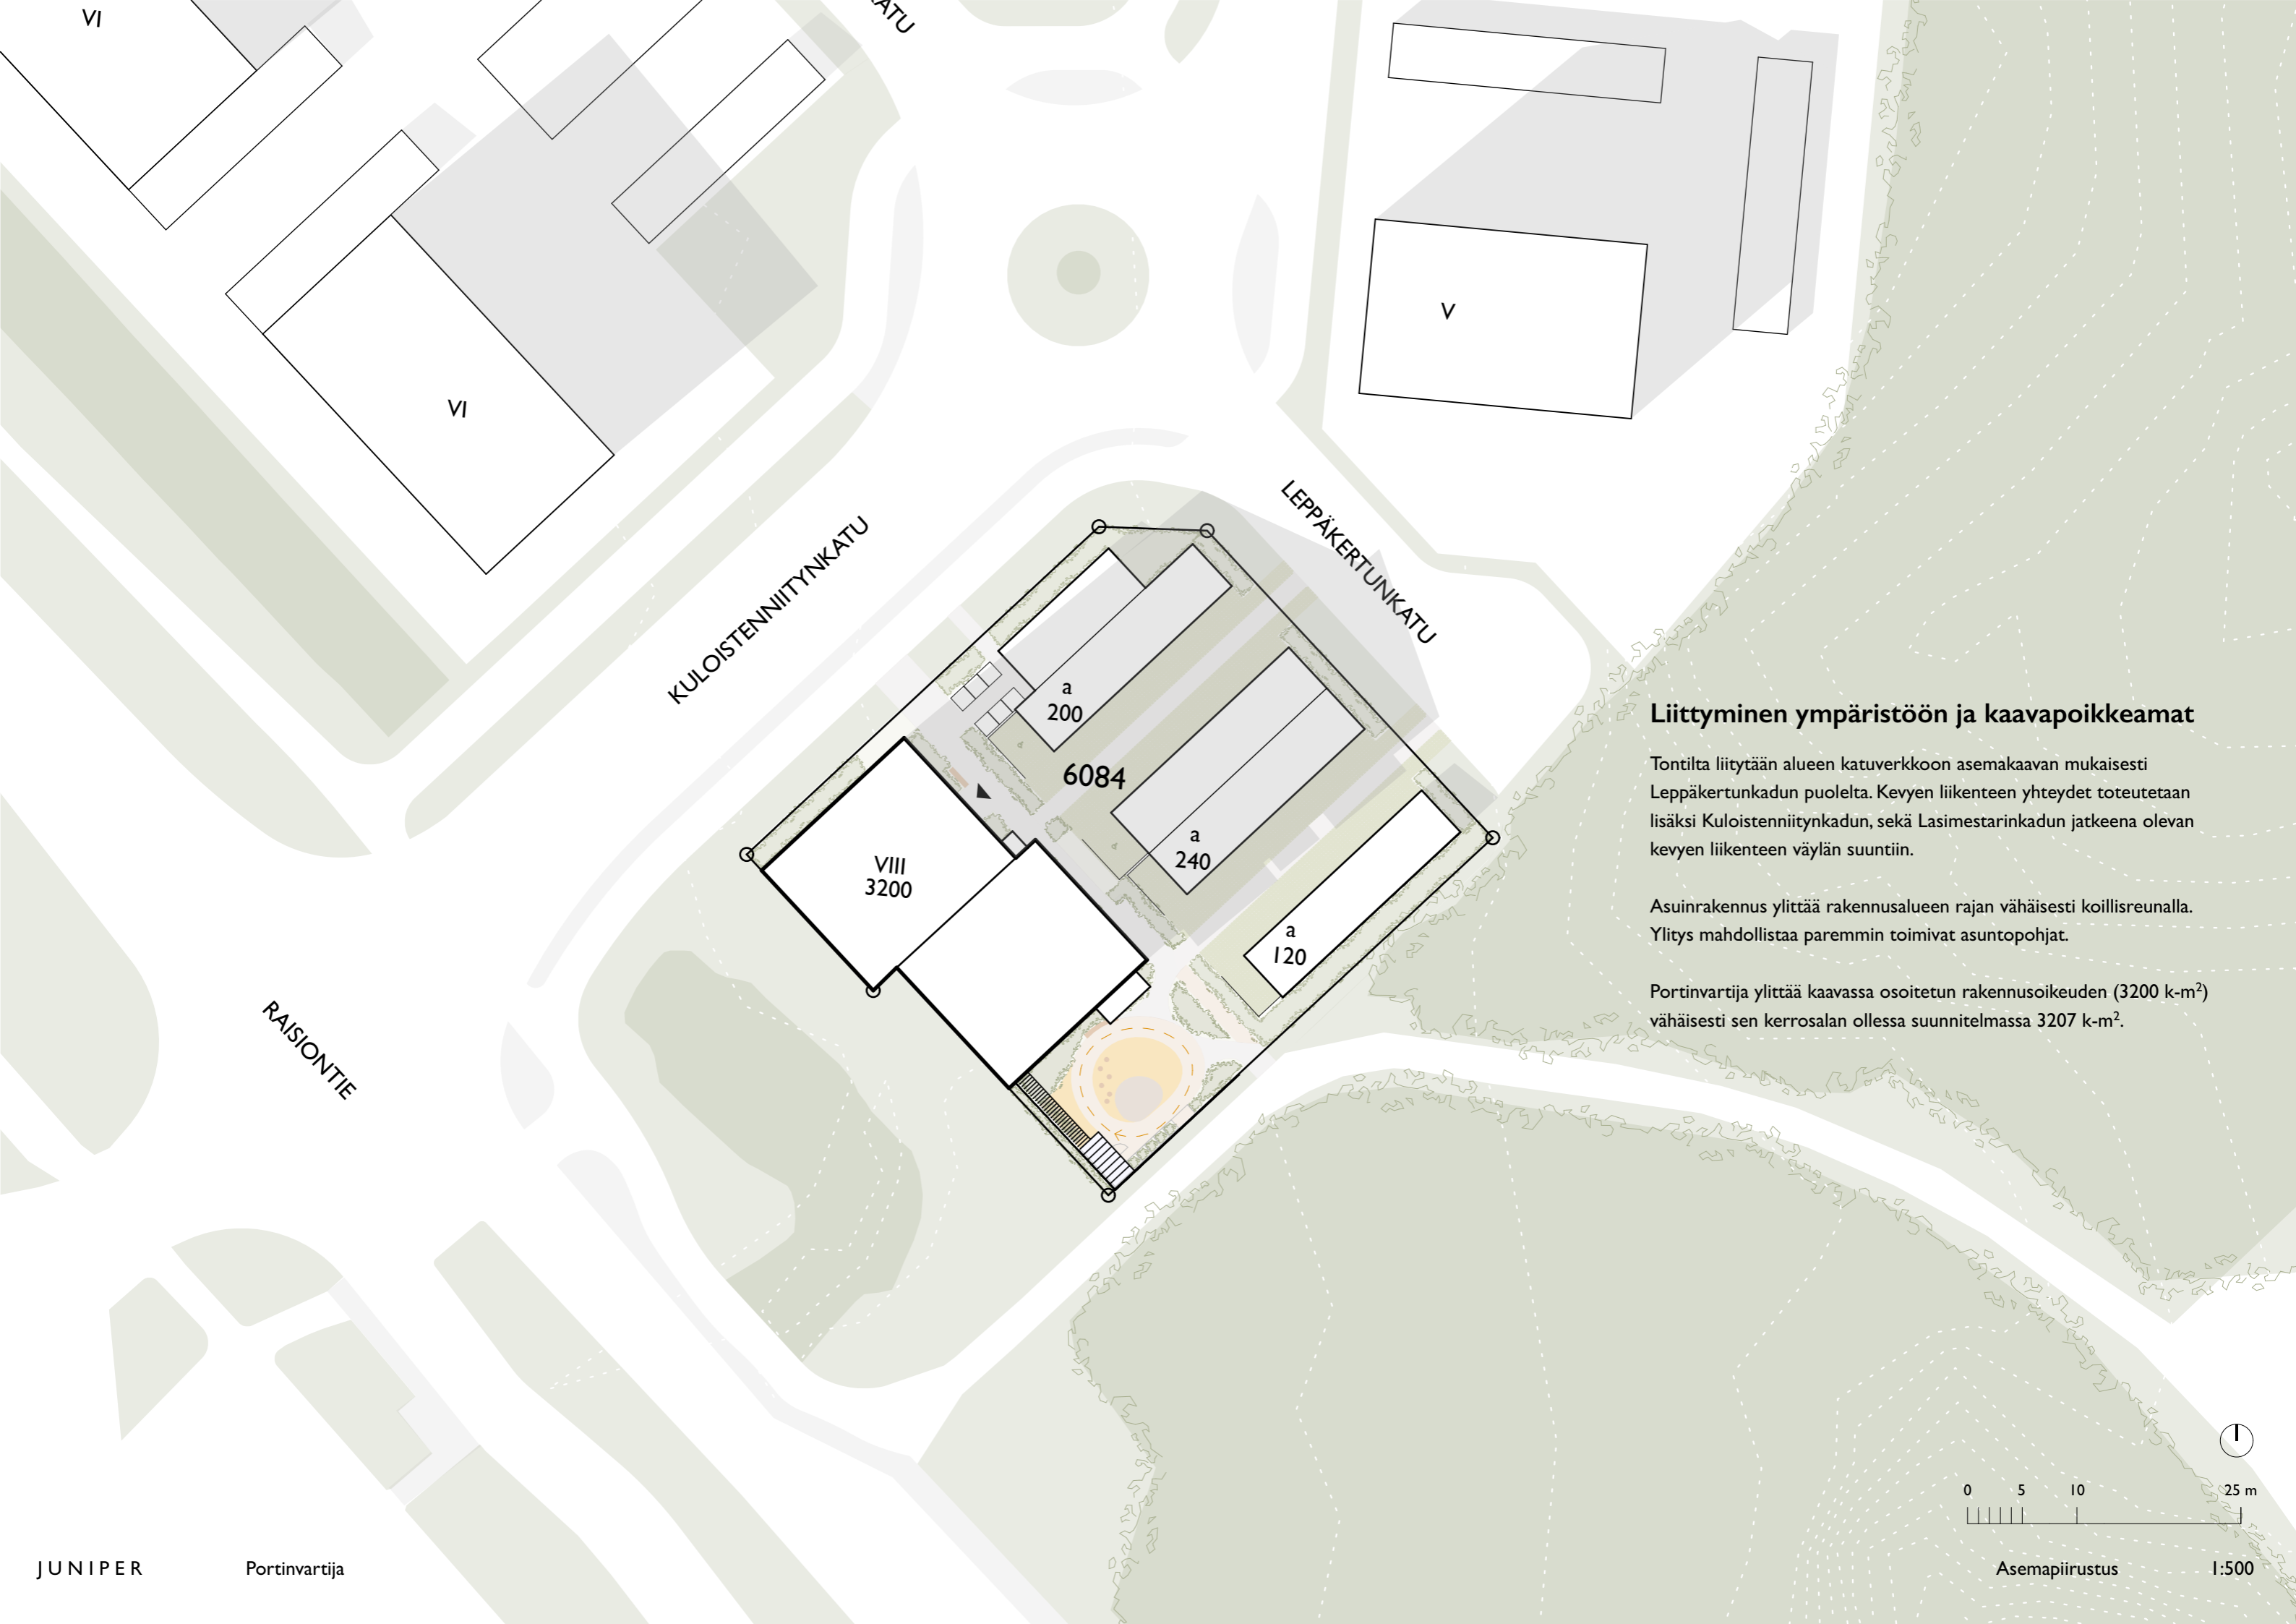 VI
KATU
VI
V
KULOISTENNIITYNKATU
LEPPÄKERTUNKATU
RAISIONTIE
a
200
6084
a
240
VIII
3200
a
120
Liittyminen ympäristöön ja kaavapoikkeamat
Tontilta liitytään alueen katuverkkoon asemakaavan mukaisesti
Leppäkertunkadun puolelta. Kevyen liikenteen yhteydet toteutetaan
lisäksi Kuloistenniitynkadun, sekä Lasimestarinkadun jatkeena olevan
kevyen liikenteen väylän suuntiin.
Asuinrakennus ylittää rakennusalueen rajan vähäisesti koillisreunalla.
Ylitys mahdollistaa paremmin toimivat asuntopohjat.
Portinvartija ylittää kaavassa osoitetun rakennusoikeuden (3200 k-m²)
vähäisesti sen kerrosalan ollessa suunnitelmassa 3207 k-m².
0 5 10 25 m
JUNIPER
Portinvartija
Asemapiirustus
1:500